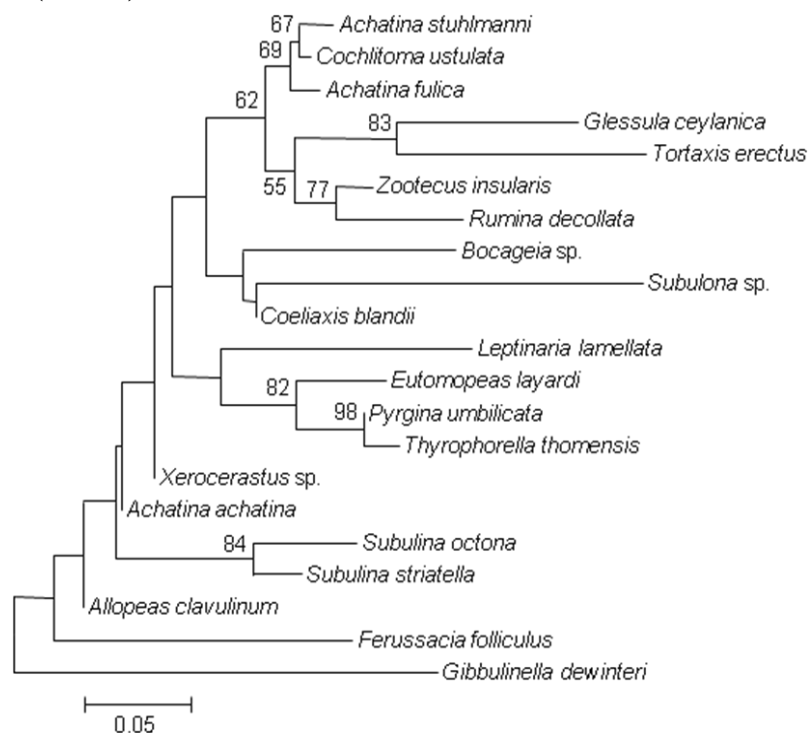 67 Achatina stuhlmanni
69 Cochlitoma ustulata
Achatina fulica
62
83 Glessula ceylanica
Tortaxis erectus
55 77 Zootecus insularis
Rumina decollata
Bocageia sp.
Subulona sp.
Coeliaxis blandii
Leptinaria lamellata
82 Eutomopeas layardi
98 Pyrgina umbilicata
Thyrophorella thomensis
Xerocerastus sp.
Achatina achatina
84 Subulina octona
Subulina striatella
Allopeas clavulinum
Ferussacia folliculus
Gibbulinella dewinteri
0.05